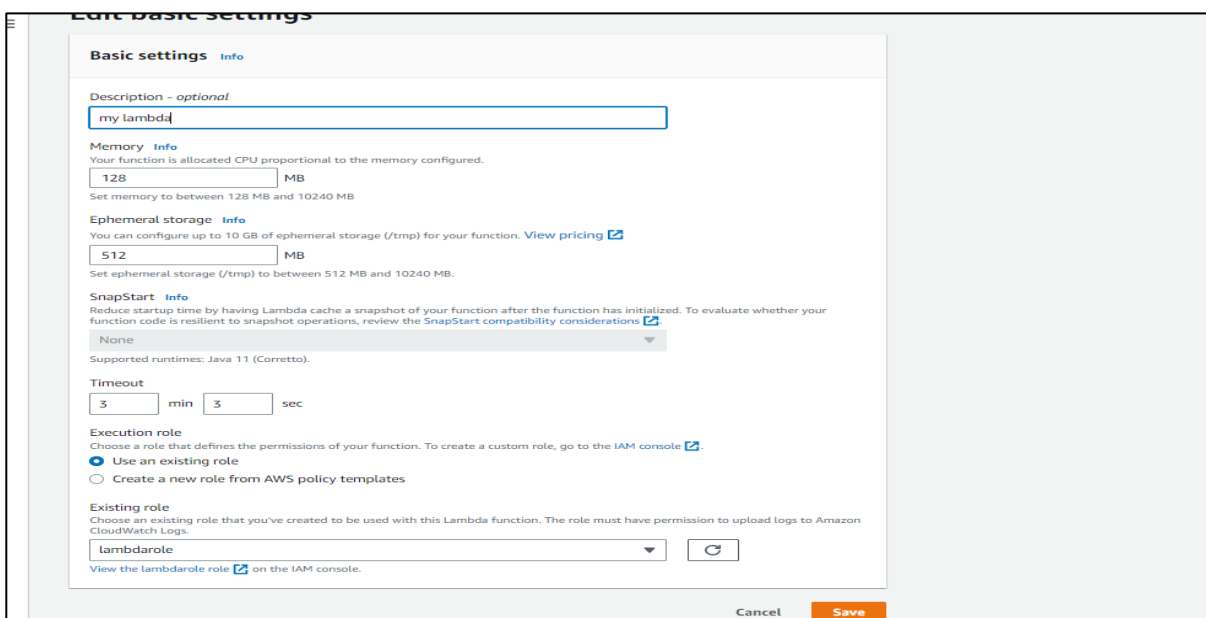 Edit basic settings
Basic settings Info
Description - optional
my lambda
Memory Info
Your function is allocated CPU proportional to the memory configured.
128 MB
Set memory to between 128 MB and 10240 MB
Ephemeral storage Info
You can configure up to 10 GB of ephemeral storage (/tmp) for your function. View pricing
512 MB
Set ephemeral storage (/tmp) to between 512 MB and 10240 MB.
SnapStart Info
Reduce startup time by having Lambda cache a snapshot of your function after the function has initialized. To evaluate whether your
function code is resilient to snapshot operations, review the SnapStart compatibility considerations.
None
Supported runtimes: Java 11 (Corretto).
Timeout
3 min 3 sec
Execution role
Choose a role that defines the permissions of your function. To create a custom role, go to the IAM console.
Use an existing role
Create a new role from AWS policy templates
Existing role
Choose an existing role that you've created to be used with this Lambda function. The role must have permission to upload logs to Amazon
CloudWatch Logs.
lambdarole
View the lambdarole role on the IAM console.
Cancel Save